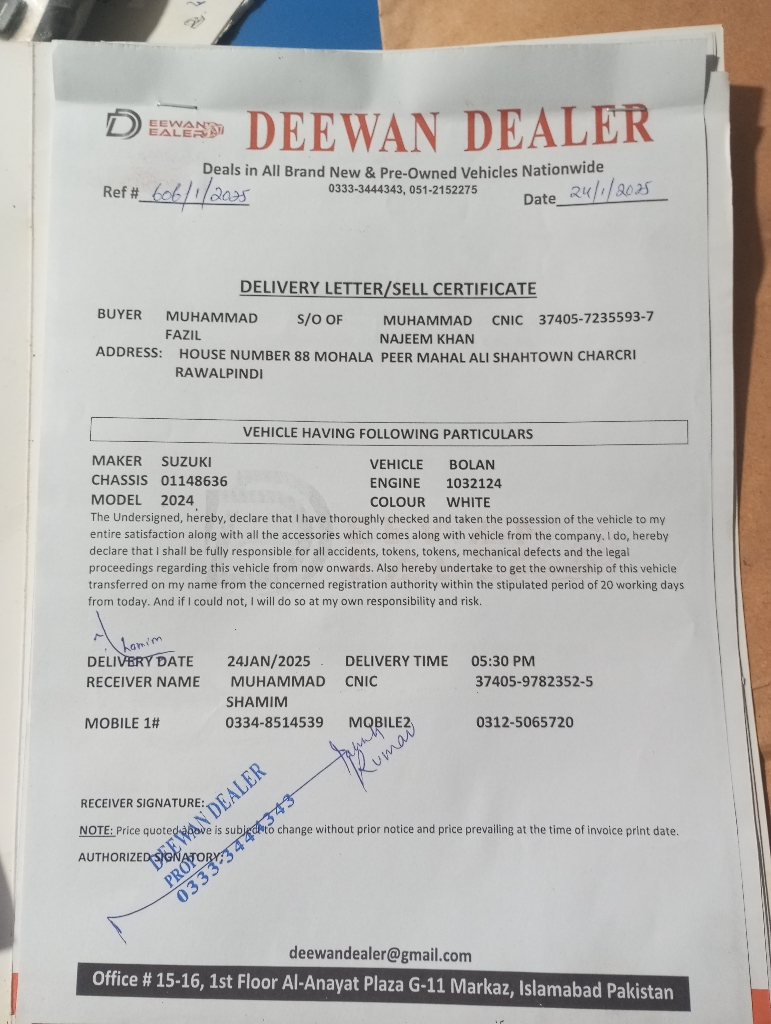 DEEWAN DEALER
EEWAN
EALER
Deals in All Brand New & Pre-Owned Vehicles Nationwide
0333-3444343, 051-2152275
Ref # 606/1/2025
Date 24/1/2025
DELIVERY LETTER/SELL CERTIFICATE
BUYER MUHAMMAD S/O OF MUHAMMAD CNIC 37405-7235593-7
FAZIL NAJEEM KHAN
ADDRESS: HOUSE NUMBER 88 MOHALA PEER MAHAL ALI SHAHTOWN CHARCRI
RAWALPINDI
VEHICLE HAVING FOLLOWING PARTICULARS
MAKER SUZUKI VEHICLE BOLAN
CHASSIS 01148636 ENGINE 1032124
MODEL 2024 COLOUR WHITE
The Undersigned, hereby, declare that I have thoroughly checked and taken the possession of the vehicle to my
entire satisfaction along with all the accessories which comes along with vehicle from the company. I do, hereby
declare that I shall be fully responsible for all accidents, tokens, tokens, mechanical defects and the legal
proceedings regarding this vehicle from now onwards. Also hereby undertake to get the ownership of this vehicle
transferred on my name from the concerned registration authority within the stipulated period of 20 working days
from today. And if I could not, I will do so at my own responsibility and risk.
DELIVERY DATE 24JAN/2025 DELIVERY TIME 05:30 PM
RECEIVER NAME MUHAMMAD CNIC 37405-9782352-5
SHAMIM
MOBILE 1# 0334-8514539 MOBILE2 0312-5065720
Kumar
RECEIVER SIGNATURE:
NOTE: Price quoted above is subject to change without prior notice and price prevailing at the time of invoice print date.
AUTHORIZED SIGNATORY:
DEEWAN DEALER
PROP
0333-3444343
deewandealer@gmail.com
Office # 15-16, 1st Floor Al-Anayat Plaza G-11 Markaz, Islamabad Pakistan